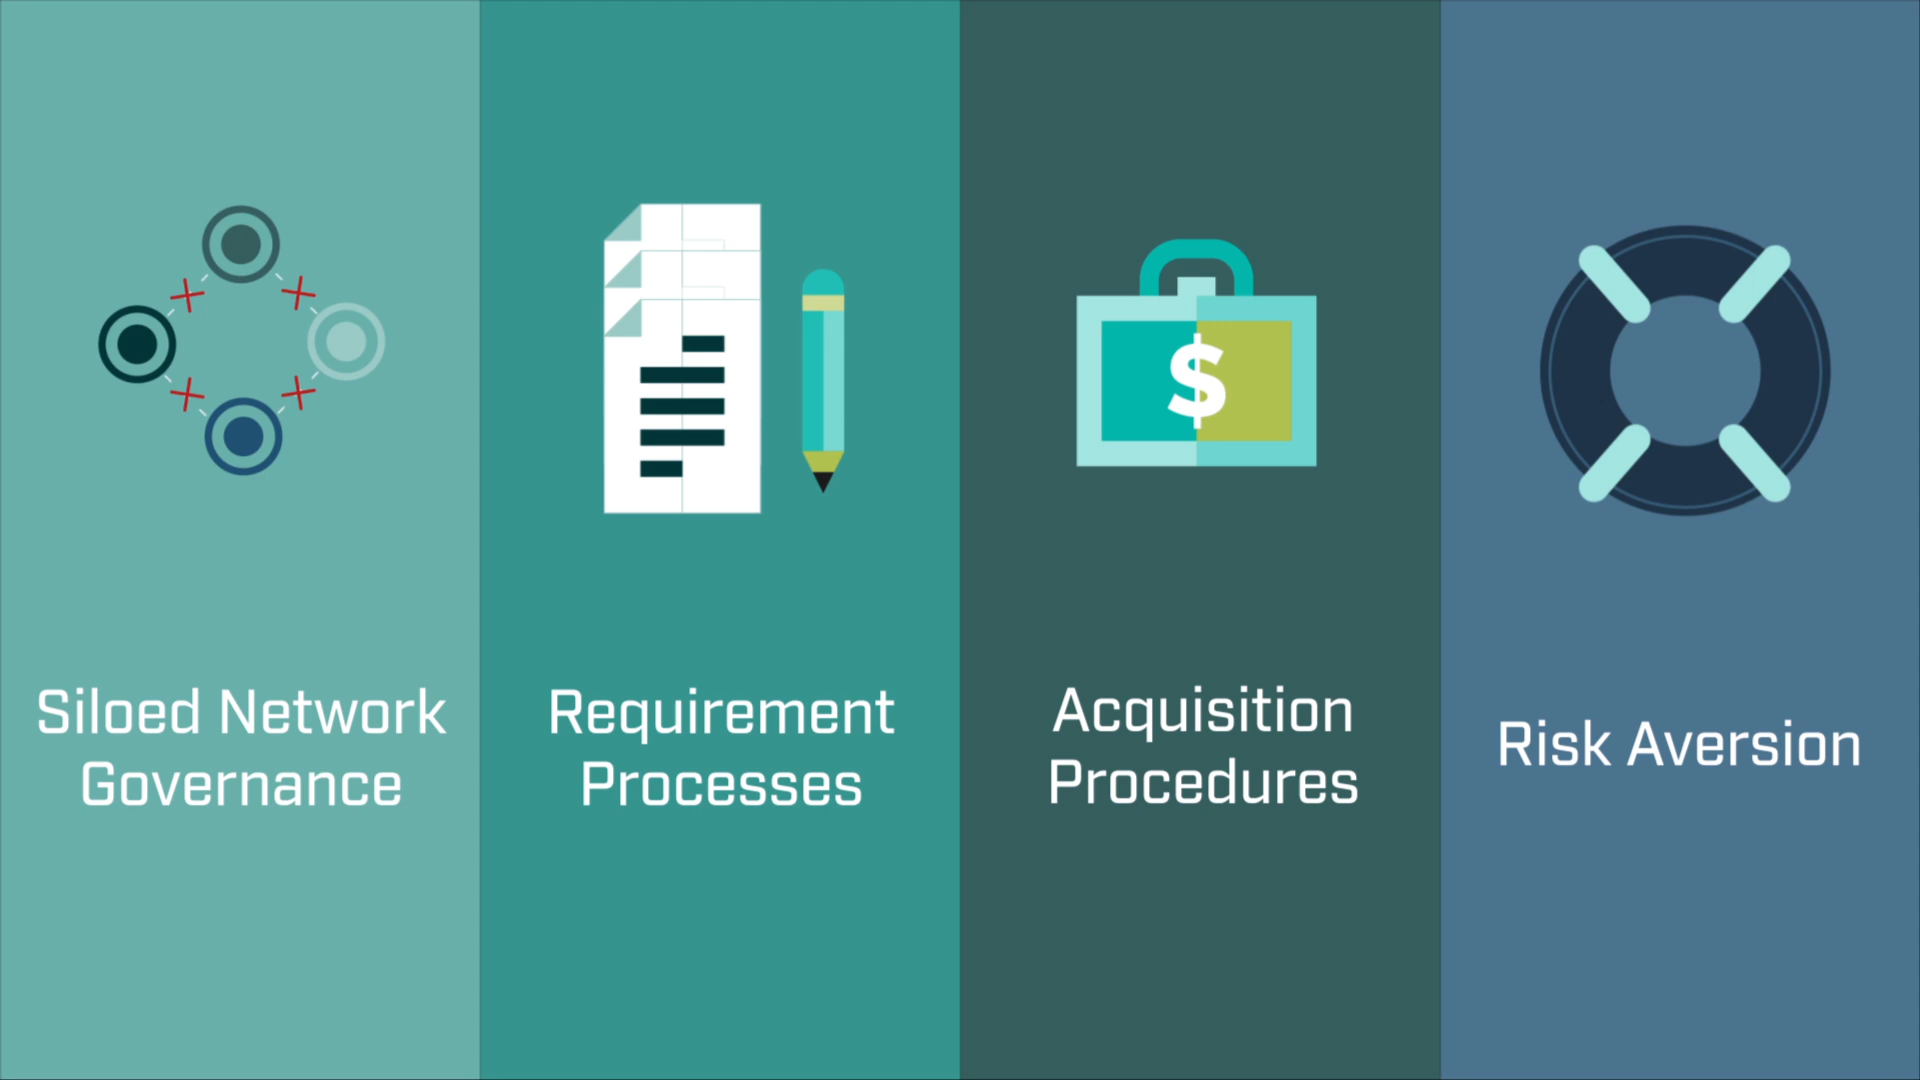 Siloed Network
Governance
Requirement
Processes
$
Acquisition
Procedures
Risk Aversion